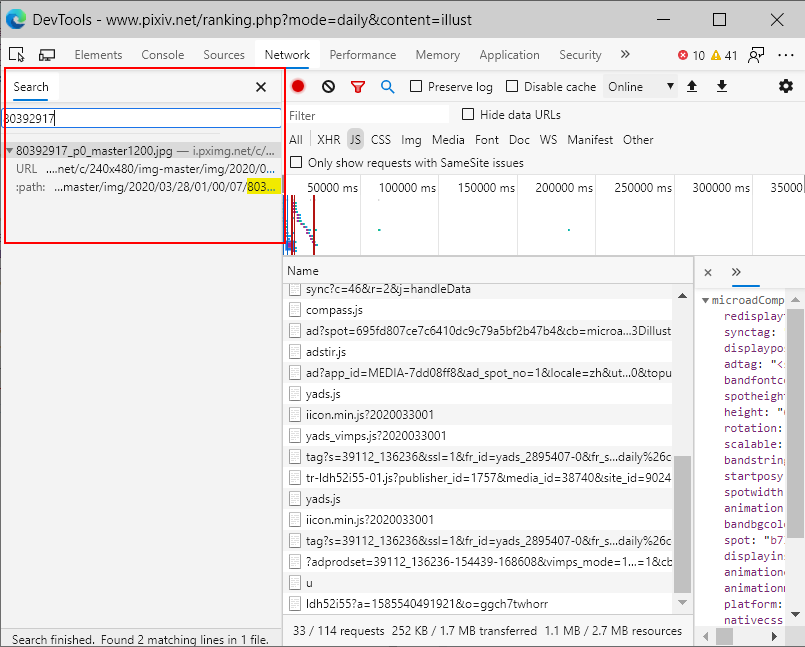 DevTools - www.pixiv.net/ranking.php?mode=daily&content=illust
Elements Console Sources Network Performance Memory Application Security » 10 41
Search
80392917
80392917_p0_master1200.jpg — i.pximg.net/c/...
URL ....net/c/240x480/img-master/img/2020/0...
:path: ...master/img/2020/03/28/01/00/07/803...
Search finished. Found 2 matching lines in 1 file.
Preserve log Disable cache Online
Filter Hide data URLs
All XHR JS CSS Img Media Font Doc WS Manifest Other
Only show requests with SameSite issues
50000 ms 100000 ms 150000 ms 200000 ms 250000 ms 300000 ms 35000
Name
sync?c=46&r=2&j=handleData
compass.js
ad?spot=695fd807ce7c6410dc9c79a5bf2b47b4&cb=microa...3Dillust
adstir.js
ad?app_id=MEDIA-7dd08ff8&ad_spot_no=1&locale=zh&ut...0&topu
yads.js
iicon.min.js?2020033001
yads_vimps.js?2020033001
tag?s=39112_136236&ssl=1&fr_id=yads_2895407-0&fr_s...daily%26c
tr-ldh52i55-01.js?publisher_id=1757&media_id=38740&site_id=9024
yads.js
iicon.min.js?2020033001
tag?s=39112_136236&ssl=1&fr_id=yads_2895407-0&fr_s...daily%26c
?adprodset=39112_136236-154439-168608&vimps_mode=1...=1&cb
u
ldh52i55?a=1585540491921&o=ggch7twhorr
33 / 114 requests 252 KB / 1.7 MB transferred 1.1 MB / 2.7 MB resources
»
microadComp
redisplay
synctag:
displaypo
adtag: "<
bandfontc
spotheigh
height: "
rotation:
scalable:
bandstring
startposy
spotwidth
animation
bandbgcol
spot: "b7
displayin
animation
animation
platform:
nativecss